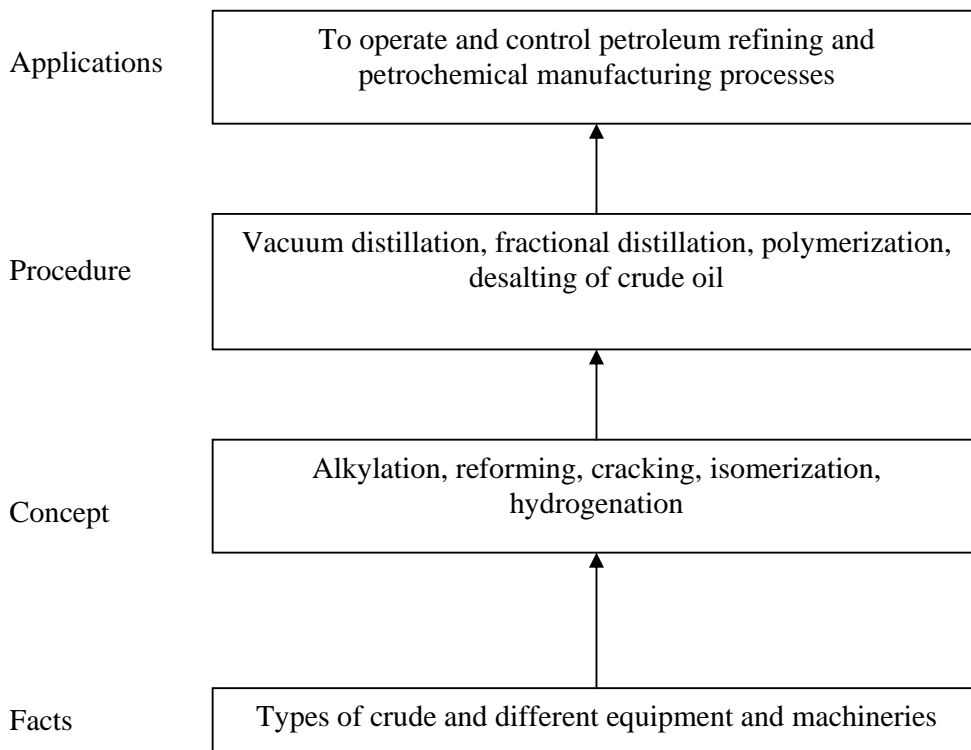 Applications
To operate and control petroleum refining and
petrochemical manufacturing processes
Procedure
Vacuum distillation, fractional distillation, polymerization,
desalting of crude oil
Concept
Alkylation, reforming, cracking, isomerization,
hydrogenation
Facts
Types of crude and different equipment and machineries